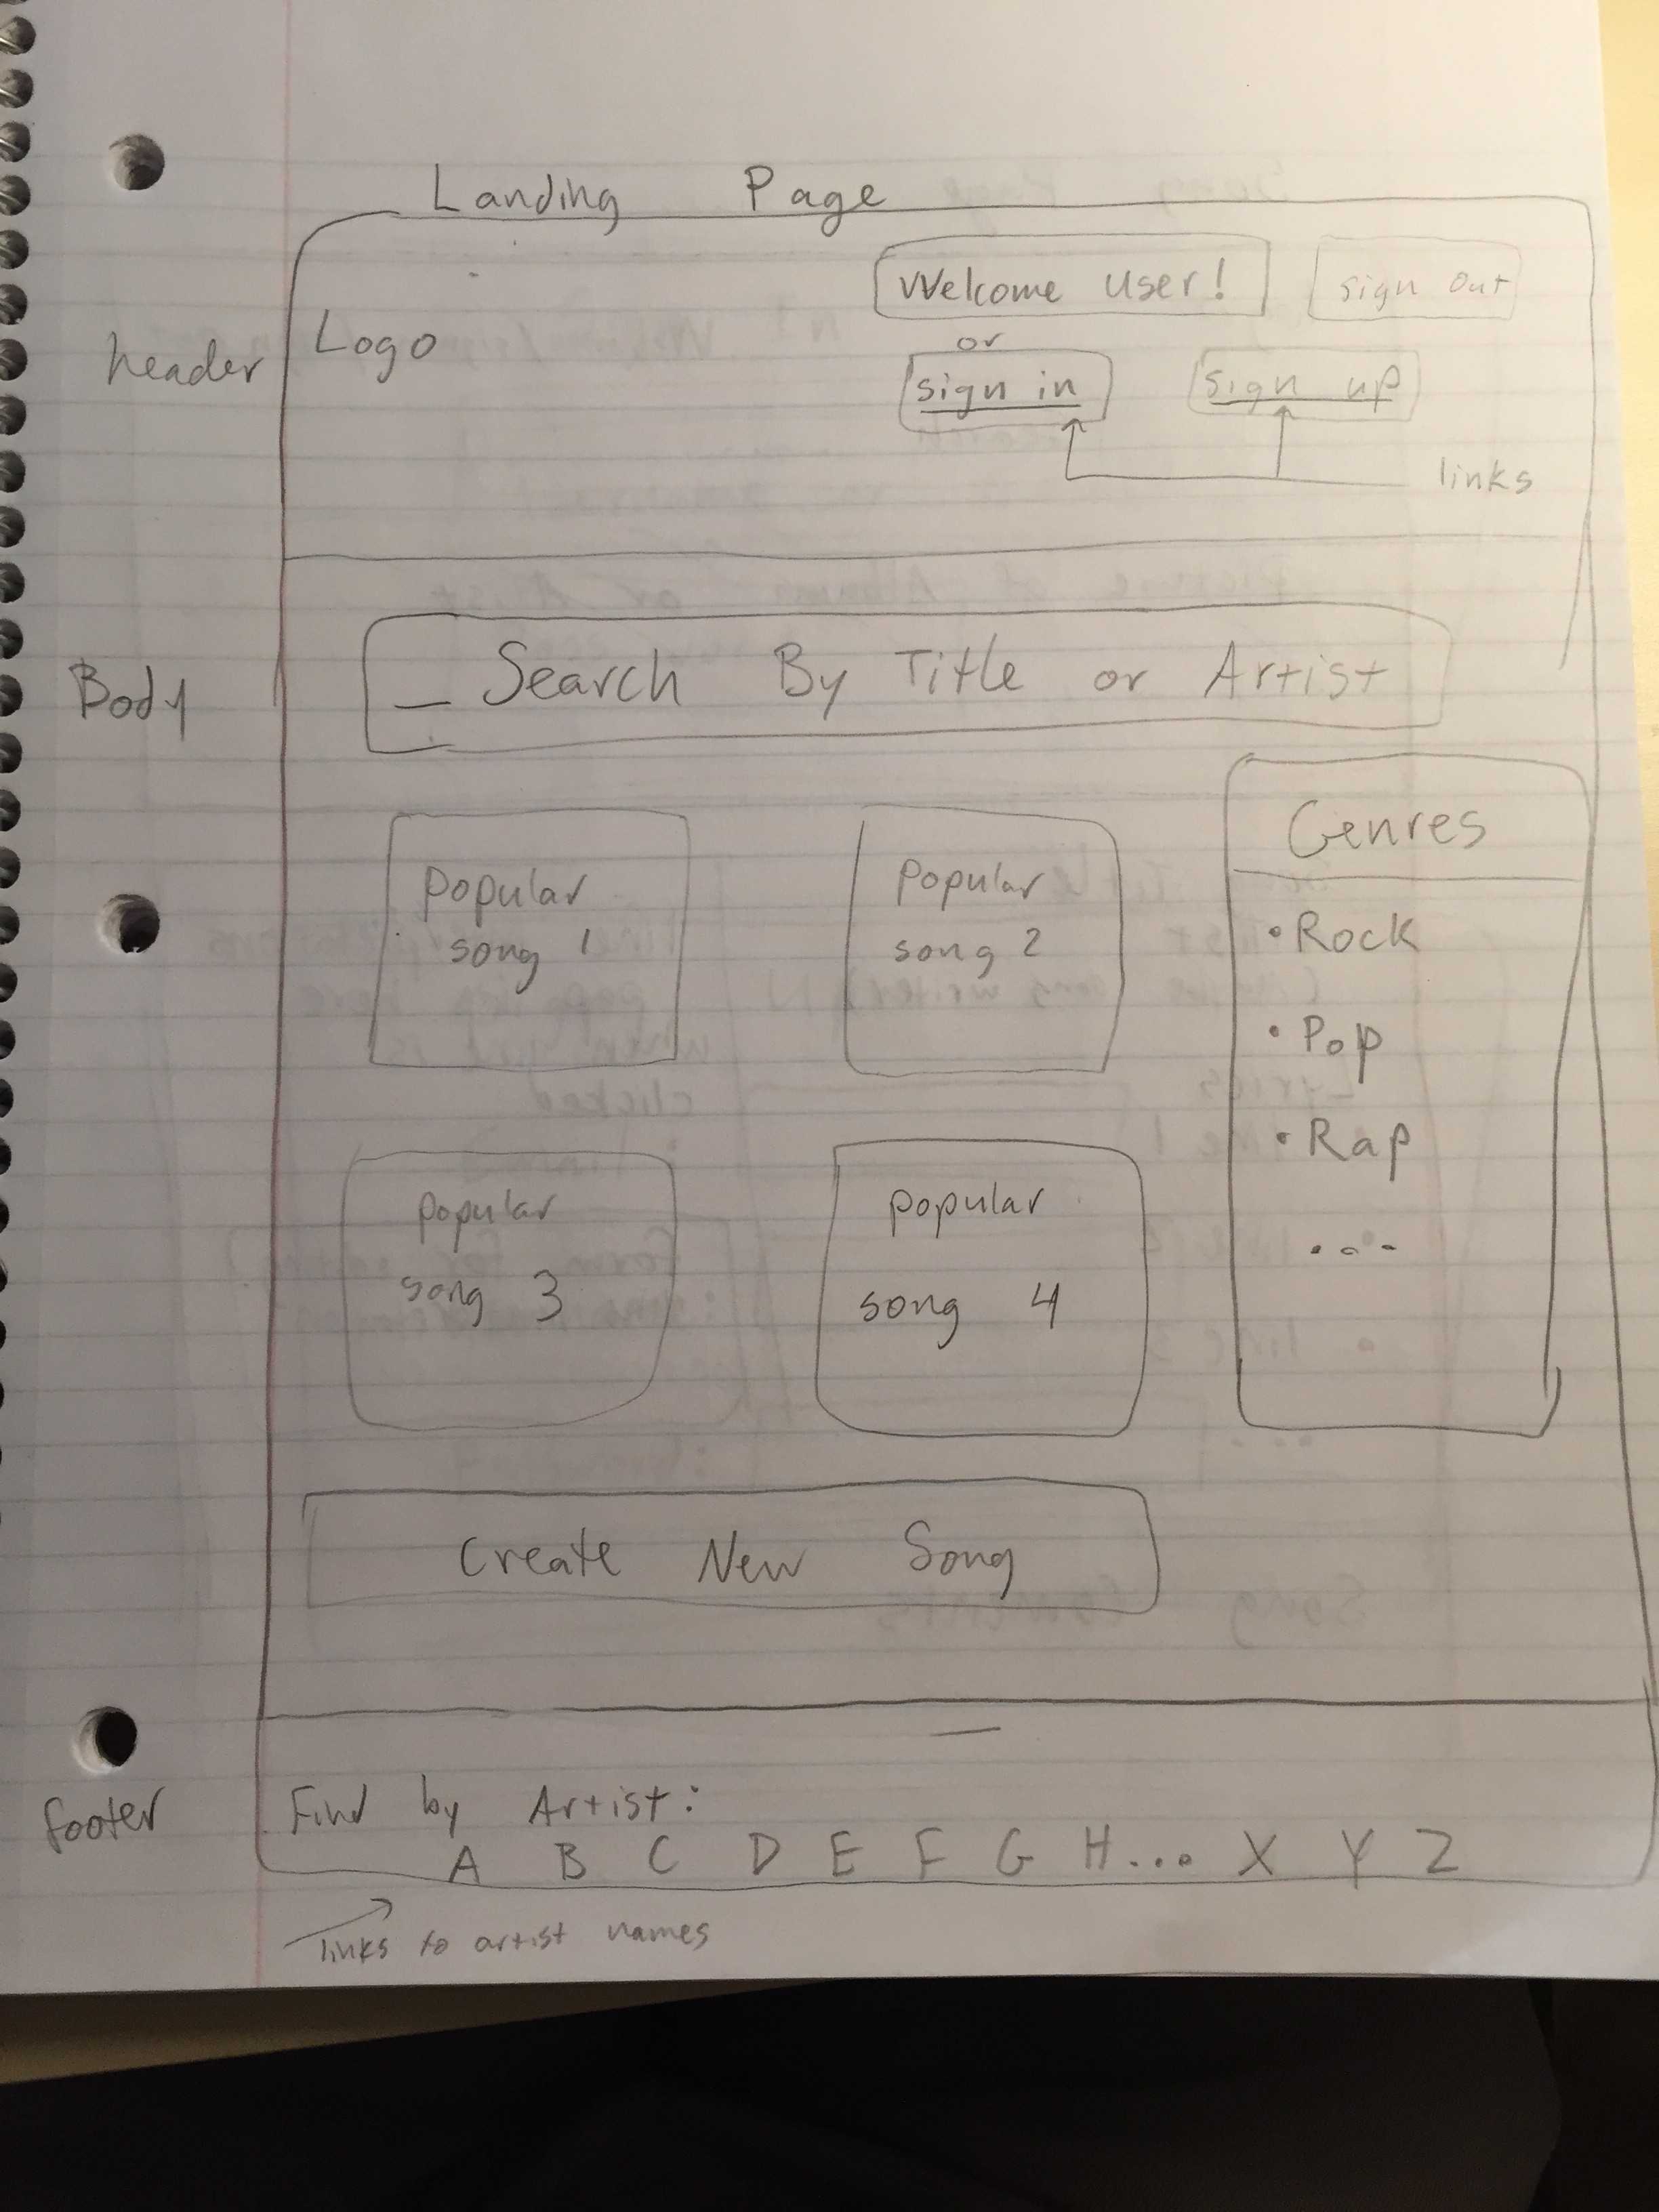 Landing Page
header
Logo
Welcome User!
sign out
or
sign in
sign up
links
Body
Search By Title or Artist
Popular
song 1
Popular
song 2
Genres
• Rock
• Pop
• Rap
...
popular
song 3
popular
song 4
Create New Song
footer
Find by Artist:
A B C D E F G H... X Y Z
links to artist names